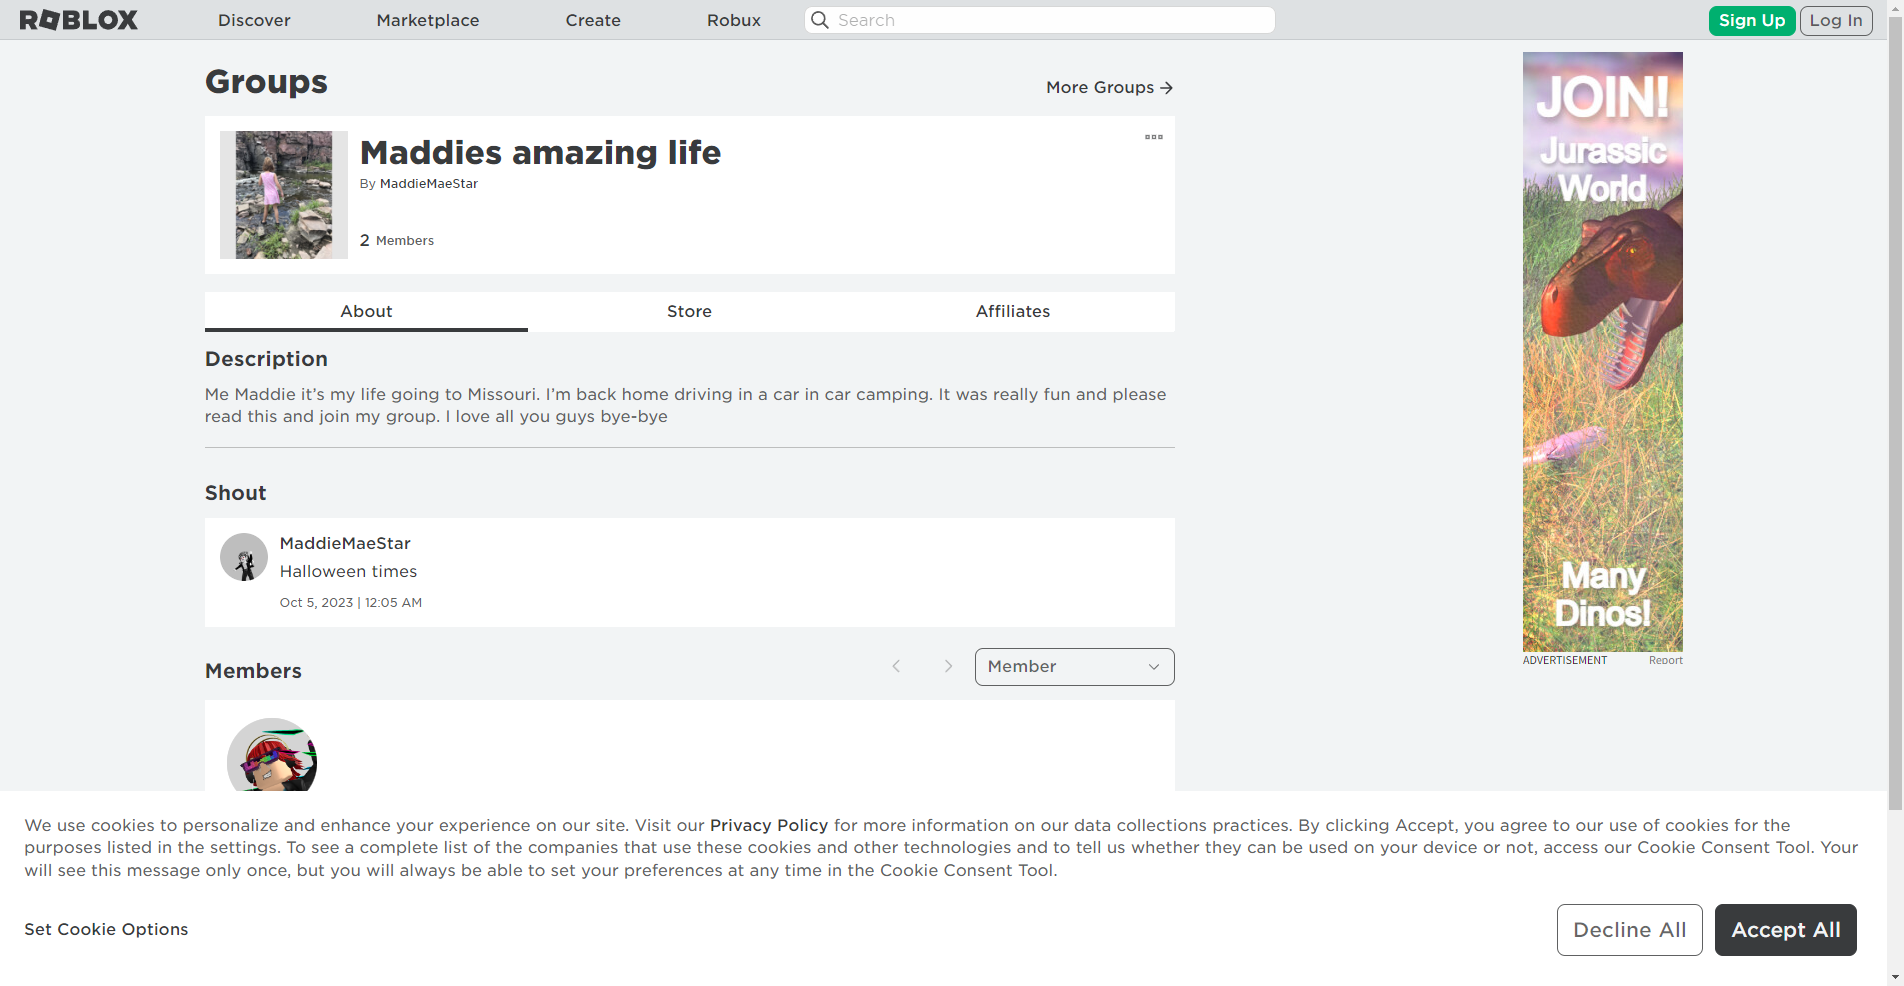 ROBLOX
Discover
Marketplace
Create
Robux
Search
Sign Up
Log In
Groups
More Groups
Maddies amazing life
By MaddieMaeStar
2 Members
About
Store
Affiliates
Description
Me Maddie it’s my life going to Missouri. I’m back home driving in a car in car camping. It was really fun and please
read this and join my group. I love all you guys bye-bye
Shout
MaddieMaeStar
Halloween times
Oct 5, 2023 | 12:05 AM
Members
Member
JOIN!
Jurassic
World
Many
Dinos!
ADVERTISEMENT
Report
We use cookies to personalize and enhance your experience on our site. Visit our Privacy Policy for more information on our data collections practices. By clicking Accept, you agree to our use of cookies for the
purposes listed in the settings. To see a complete list of the companies that use these cookies and other technologies and to tell us whether they can be used on your device or not, access our Cookie Consent Tool. Your
will see this message only once, but you will always be able to set your preferences at any time in the Cookie Consent Tool.
Set Cookie Options
Decline All
Accept All